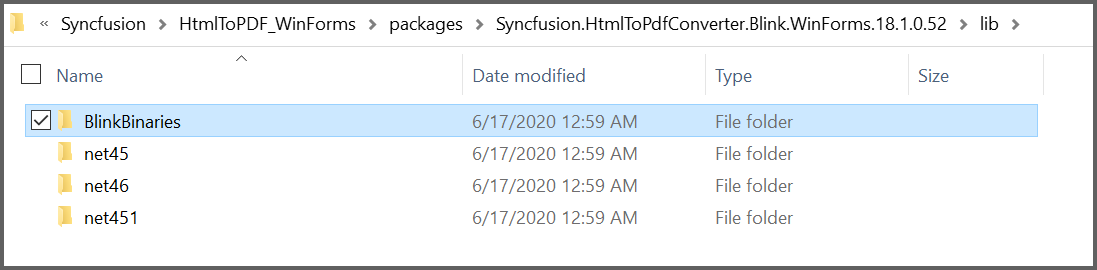 « Syncfusion > HtmlToPDF_WinForms > packages > Syncfusion.HtmlToPdfConverter.Blink.WinForms.18.1.0.52 > lib >
Name Date modified Type Size
BlinkBinaries 6/17/2020 12:59 AM File folder
net45 6/17/2020 12:59 AM File folder
net46 6/17/2020 12:59 AM File folder
net451 6/17/2020 12:59 AM File folder